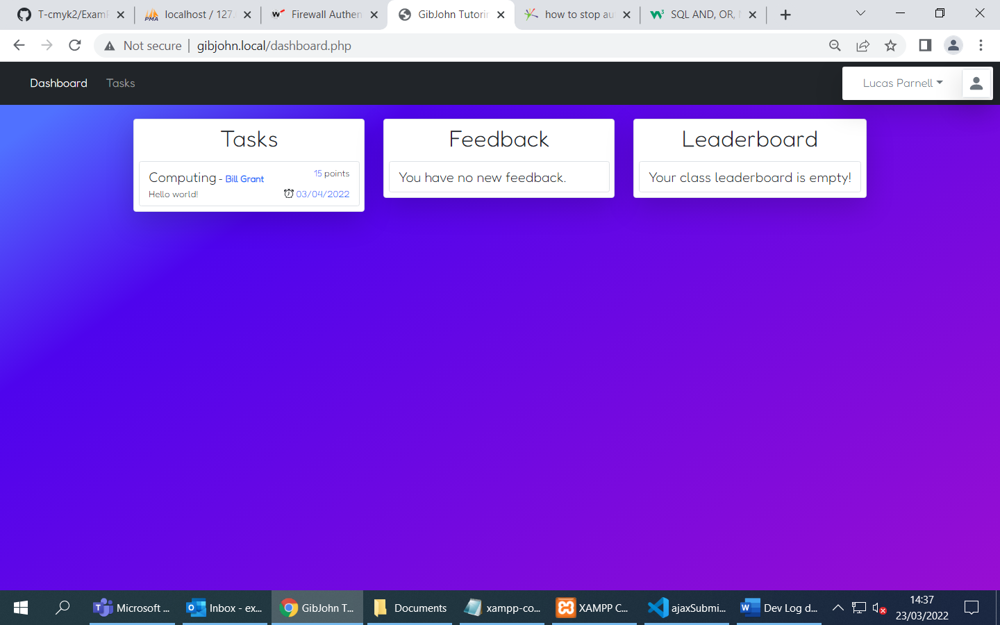 T-cmyk2/ExamP
localhost / 127.
Firewall Authen
GibJohn Tutorin
how to stop au
SQL AND, OR,
Not secure | gibjohn.local/dashboard.php
Dashboard
Tasks
Lucas Parnell
Tasks
Computing - Bill Grant
15 points
Hello world!
03/04/2022
Feedback
You have no new feedback.
Leaderboard
Your class leaderboard is empty!
Microsoft ...
Inbox - ex...
GibJohn T...
Documents
xampp-co...
XAMPP C...
ajaxSubmi...
Dev Log d...
14:37
23/03/2022